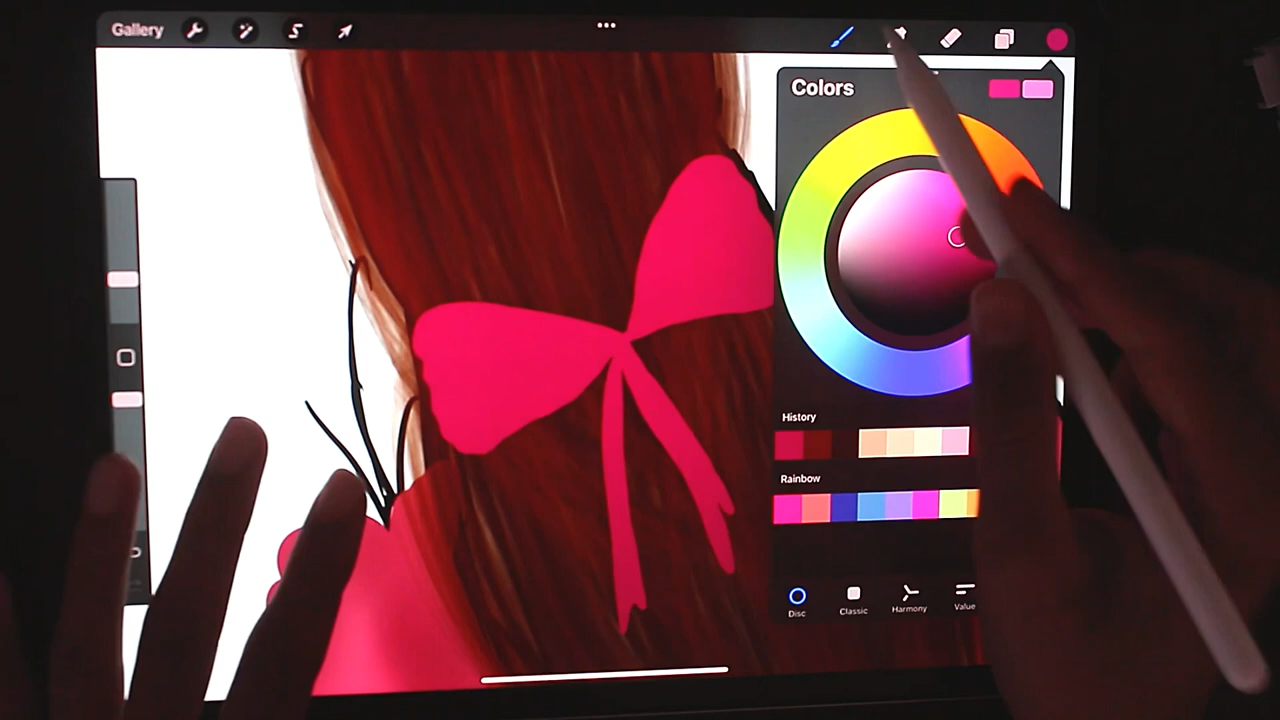 Gallery
Colors
History
Rainbow
Disc
Classic
Harmony
Value